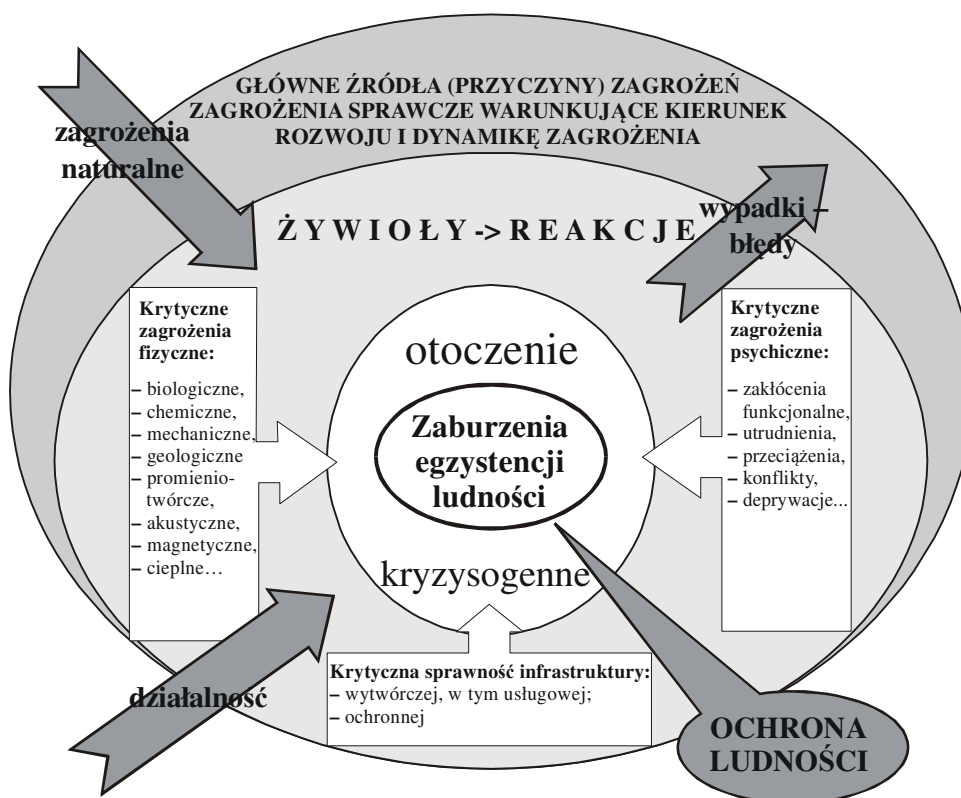 GŁÓWNE ŹRÓDŁA (PRZYCZYNY) ZAGROŻEŃ
ZAGROŻENIA SPRAWCZE WARUNKUJĄCE KIERUNEK
ROZWOJU I DYNAMIKĘ ZAGROŻENIA
zagrożenia
naturalne
Ż Y W I O Ł Y -> R E A K C J E
wypadki –
błędy
Krytyczne
zagrożenia
fizyczne:
– biologiczne,
– chemiczne,
– mechaniczne,
– geologiczne
– promienio-
twórcze,
– akustyczne,
– magnetyczne,
– cieplne…
otoczenie
Zaburzenia
egzystencji
ludności
kryzysogenne
Krytyczne
zagrożenia
psychiczne:
– zakłócenia
funkcjonalne,
– utrudnienia,
– przeciążenia,
– konflikty,
– deprywacje...
działalność
Krytyczna sprawność infrastruktury:
– wytwórczej, w tym usługowej;
– ochronnej
OCHRONA
LUDNOŚCI